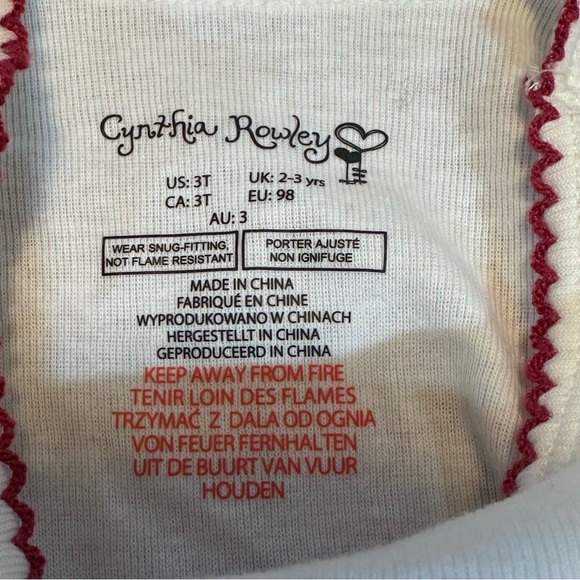 Cynthia Rowley
US: 3T UK: 2-3 yrs
CA: 3T EU: 98
AU: 3
WEAR SNUG-FITTING, NOT FLAME RESISTANT
PORTER AJUSTÉ NON IGNIFUGE
MADE IN CHINA
FABRIQUÉ EN CHINE
WYPRODUKOWANO W CHINACH
HERGESTELLT IN CHINA
GEPRODUCEERD IN CHINA
KEEP AWAY FROM FIRE
TENIR LOIN DES FLAMES
TRZYMAĆ Z DALA OD OGNIA
VON FEUER FERNHALTEN
UIT DE BUURT VAN VUUR
HOUDEN